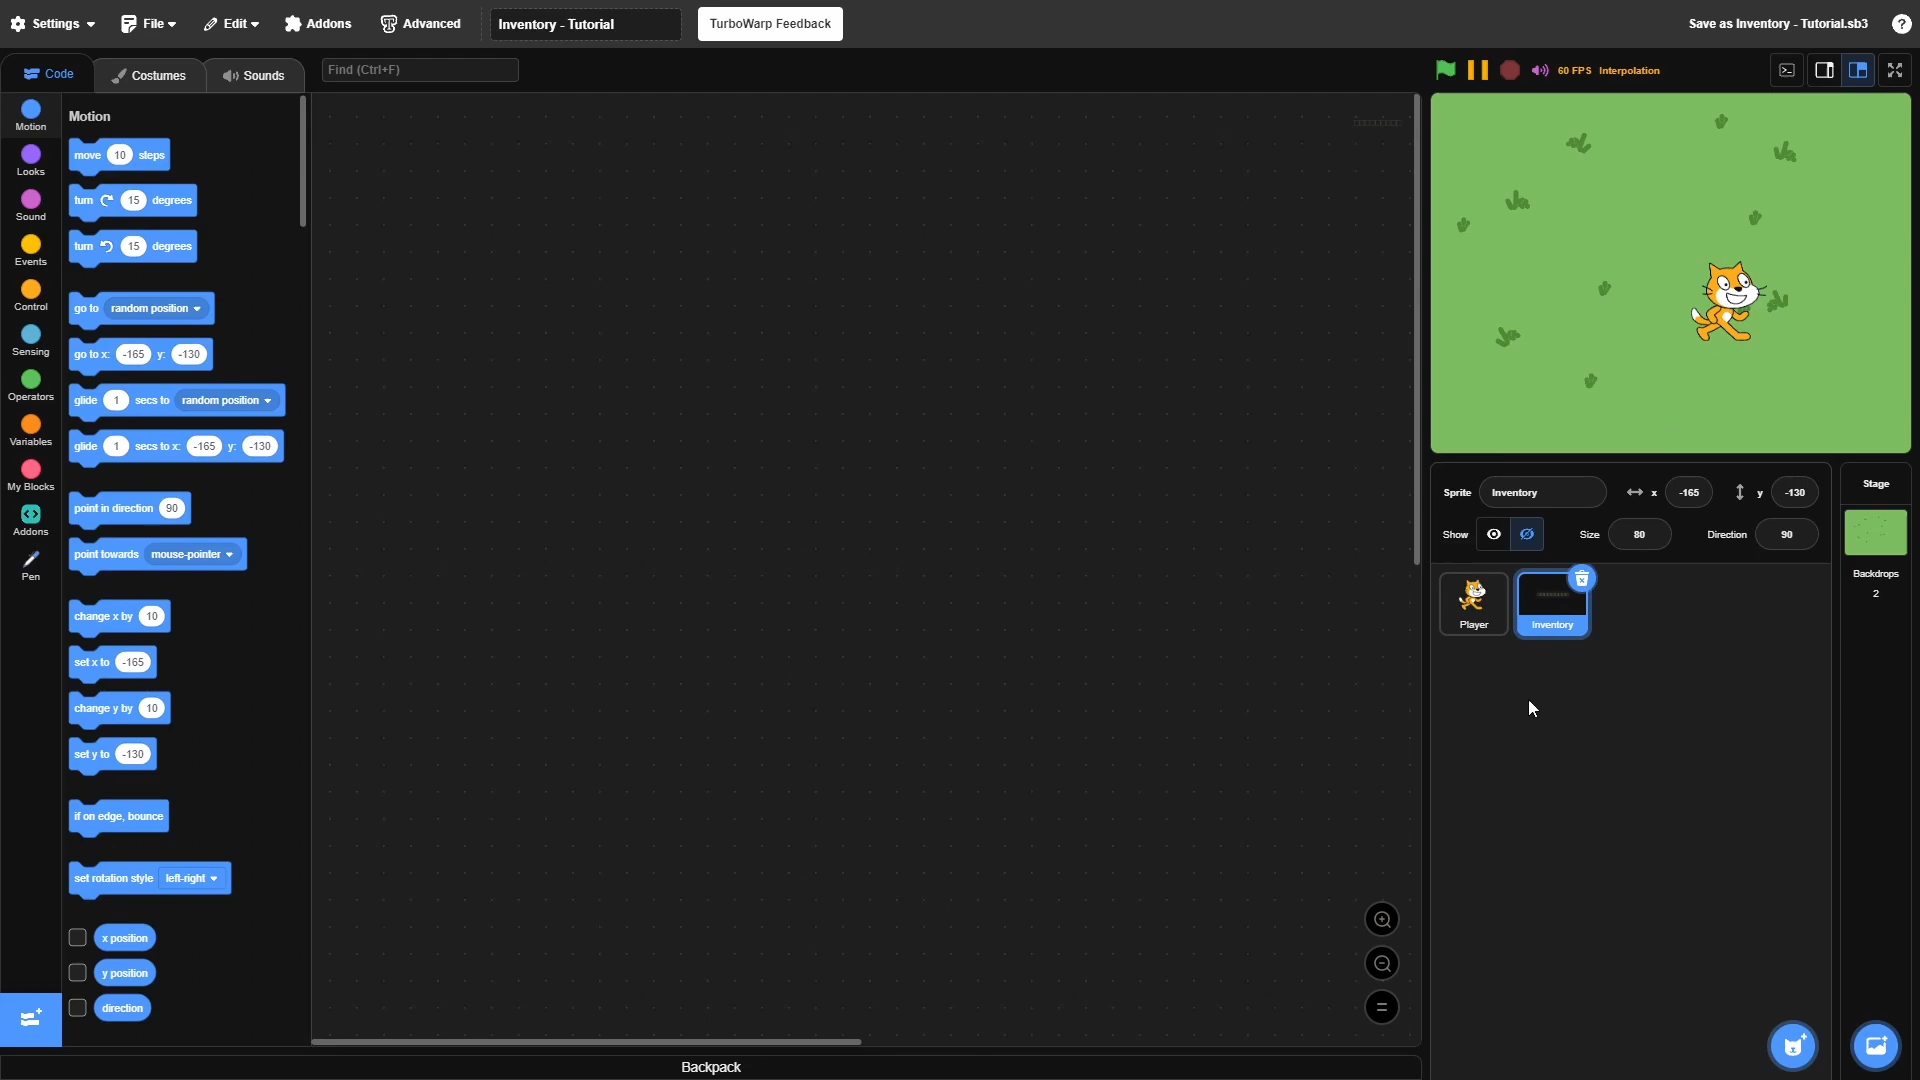 Settings File Edit Addons Advanced Inventory - Tutorial TurboWarp Feedback Save as Inventory - Tutorial.sb3 ?
Code Costumes Sounds Find (Ctrl+F) 60 FPS Interpolation
Motion
Looks
Sound
Events
Control
Sensing
Operators
Variables
My Blocks
Addons
Pen
Motion
move 10 steps
turn 15 degrees
turn 15 degrees
go to random position
go to x: -165 y: -130
glide 1 secs to random position
glide 1 secs to x: -165 y: -130
point in direction 90
point towards mouse-pointer
change x by 10
set x to -165
change y by 10
set y to -130
if on edge, bounce
set rotation style left-right
x position
y position
direction
Sprite Inventory x -165 y -130
Show Size 80 Direction 90
Player
Inventory
Stage
Backdrops
2
Backpack